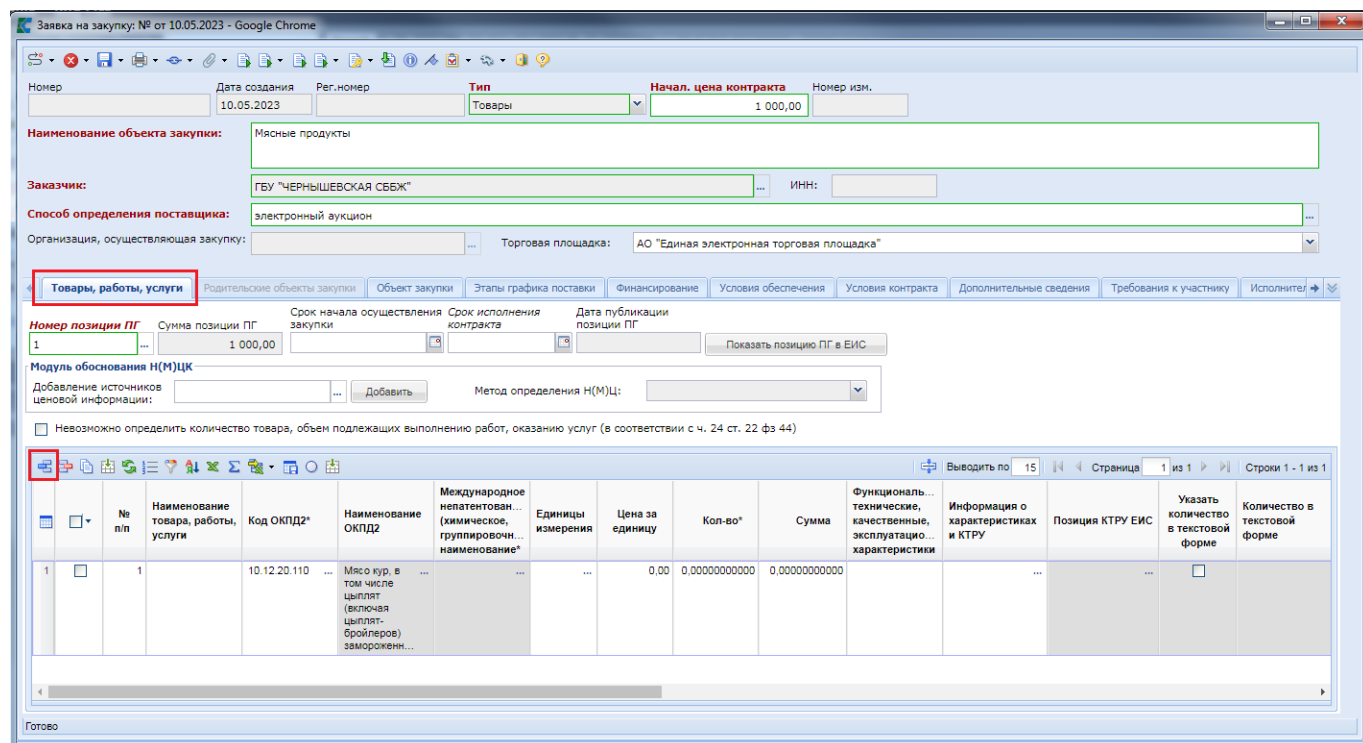 Заявка на закупку: № от 10.05.2023 - Google Chrome
Номер
Дата создания
Рег.номер
Тип
Начал. цена контракта
Номер изм.
10.05.2023
Товары
1 000,00
Наименование объекта закупки:
Мясные продукты
Заказчик:
ГБУ "ЧЕРНЫШЕВСКАЯ СББЖ"
...
ИНН:
Способ определения поставщика:
электронный аукцион
...
Организация, осуществляющая закупку:
...
Торговая площадка:
АО "Единая электронная торговая площадка"
Товары, работы, услуги
Родительские объекты закупки
Объект закупки
Этапы графика поставки
Финансирование
Условия обеспечения
Условия контракта
Дополнительные сведения
Требования к участнику
Исполнител
Номер позиции ПГ
Сумма позиции ПГ
Срок начала осуществления
закупки
Срок исполнения
контракта
Дата публикации
позиции ПГ
1
...
1 000,00
Показать позицию ПГ в ЕИС
Модуль обоснования Н(М)ЦК
Добавление источников
ценовой информации:
...
Добавить
Метод определения Н(М)Ц:
Невозможно определить количество товара, объем подлежащих выполнению работ, оказанию услуг (в соответствии с ч. 24 ст. 22 фз 44)
Выводить по 15
Страница 1 из 1
Строки 1 - 1 из 1
№
п/п
Наименование
товара, работы,
услуги
Код ОКПД2*
Наименование
ОКПД2
Международное
непатентован...
(химическое,
группировочн...
наименование*
Единицы
измерения
Цена за
единицу
Кол-во*
Сумма
Функциональ...
технические,
качественные,
эксплуатацио...
характеристики
Информация о
характеристиках
и КТРУ
Позиция КТРУ ЕИС
Указать
количество
в текстовой
форме
Количество в
текстовой
форме
1
1
10.12.20.110 ...
Мясо кур, в ...
том числе
цыплят
(включая
цыплят-
бройлеров)
замороженн...
...
...
0,00
0,00000000000
0,00000000000
...
...
Готово